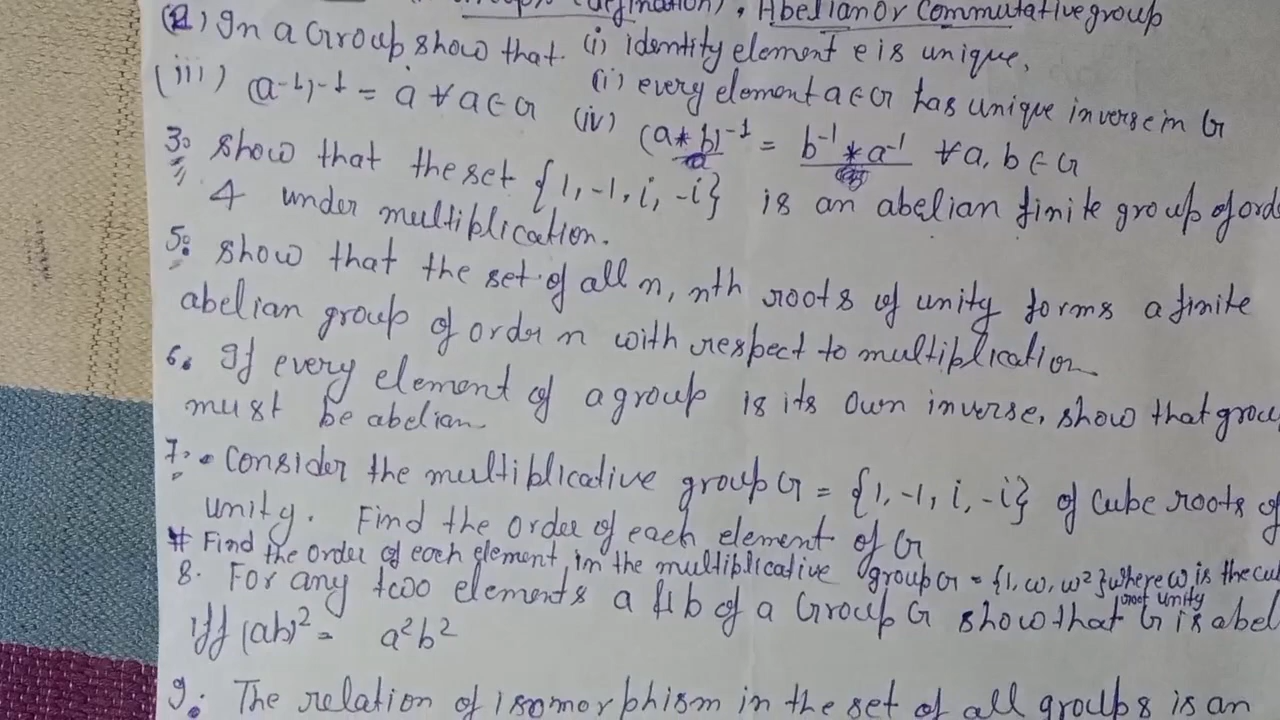 (defination), Abelian Or Commutative group
(2) In a Group show that (i) identity element e is unique,
(ii) every element a ∈ G has unique inverse in G
(iii) (a-1)-1 = a ∀ a ∈ G (iv) (a * b)-1 = b-1 * a-1 ∀ a, b ∈ G
3: show that the set {1, -1, i, -i} is an abelian finite group of ord
4 under multiblication.
5: show that the set of all n, nth roots of unity forms a finite
abelian group of order n with respect to multiplication
6. If every element of a group is its own inverse, show that grou
must be abelian
7. Consider the multiblicative group G = {1, -1, i, -i} of cube roots of
unity. Find the order of each element of G
# Find the order of each element in the multiblicative group G = {1, ω, ω2} where ω is the cu
root unity
8. For any two elements a & b of a Group G show that G is abel
iff (ab)2 = a2b2
9: The relation of isomorphism in the set of all groups is an